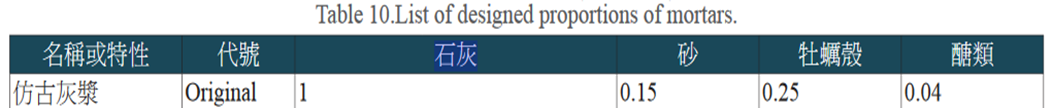 Table 10.List of designed proportions of mortars.
名稱或特性 代號 石灰 砂 牡蠣殼 醣類
仿古灰漿 Original 1 0.15 0.25 0.04